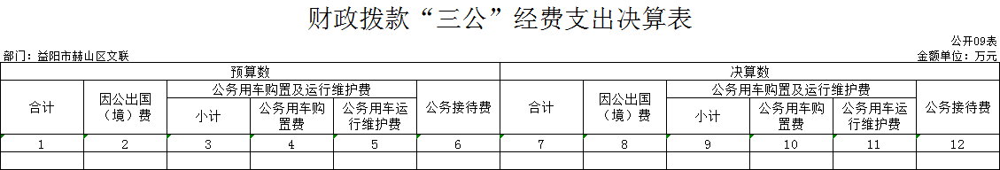 财政拨款“三公”经费支出决算表
公开09表
部门：益阳市赫山区文联 金额单位：万元
预算数 决算数
合计 因公出国（境）费 公务用车购置及运行维护费 公务接待费 合计 因公出国（境）费 公务用车购置及运行维护费 公务接待费
小计 公务用车购置费 公务用车运行维护费 小计 公务用车购置费 公务用车运行维护费
1 2 3 4 5 6 7 8 9 10 11 12